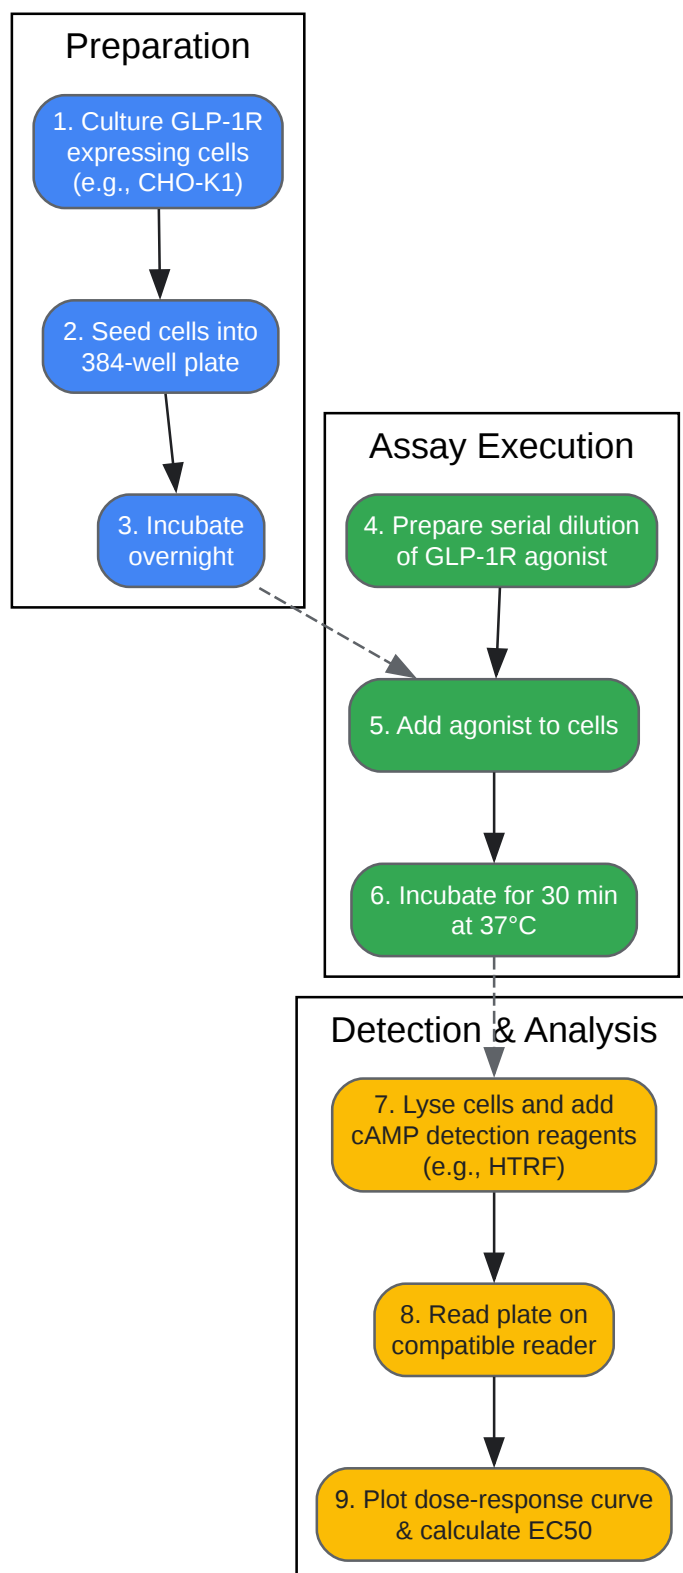 Preparation
1. Culture GLP-1R
expressing cells
(e.g., CHO-K1)
2. Seed cells into
384-well plate
3. Incubate
overnight
Assay Execution
4. Prepare serial dilution
of GLP-1R agonist
5. Add agonist to cells
6. Incubate for 30 min
at 37°C
Detection & Analysis
7. Lyse cells and add
cAMP detection reagents
(e.g., HTRF)
8. Read plate on
compatible reader
9. Plot dose-response curve
& calculate EC50